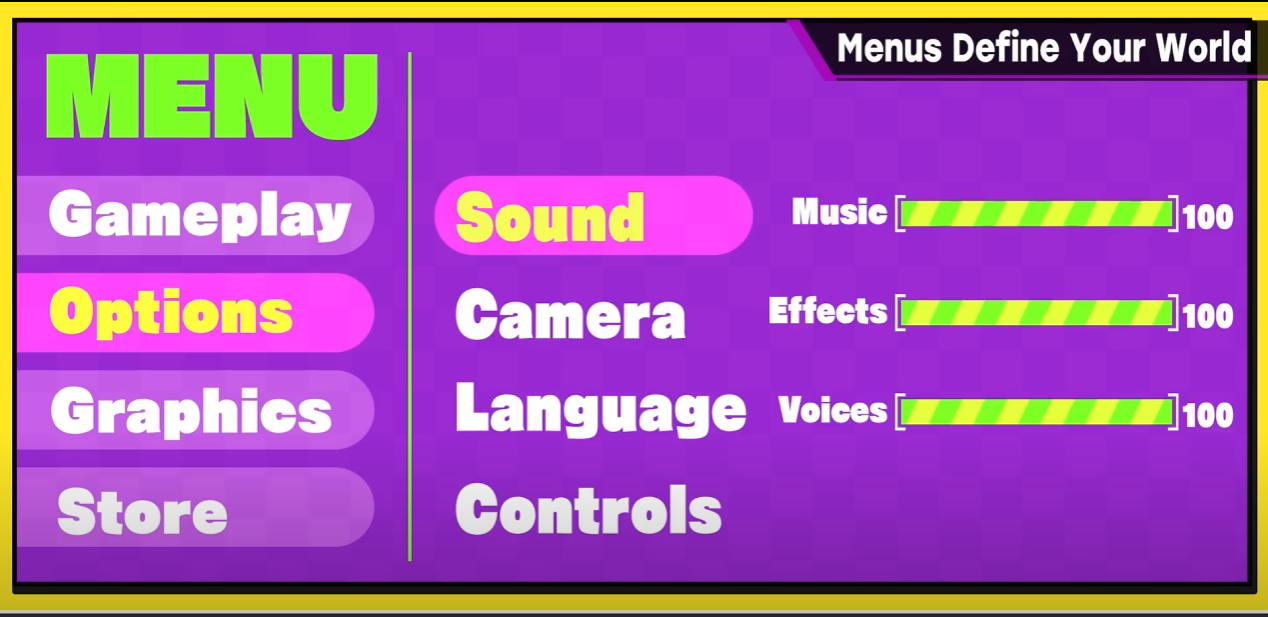 Menus Define Your World
MENU
Gameplay
Options
Graphics
Store
Sound
Camera
Language
Controls
Music [ ] 100
Effects [ ] 100
Voices [ ] 100